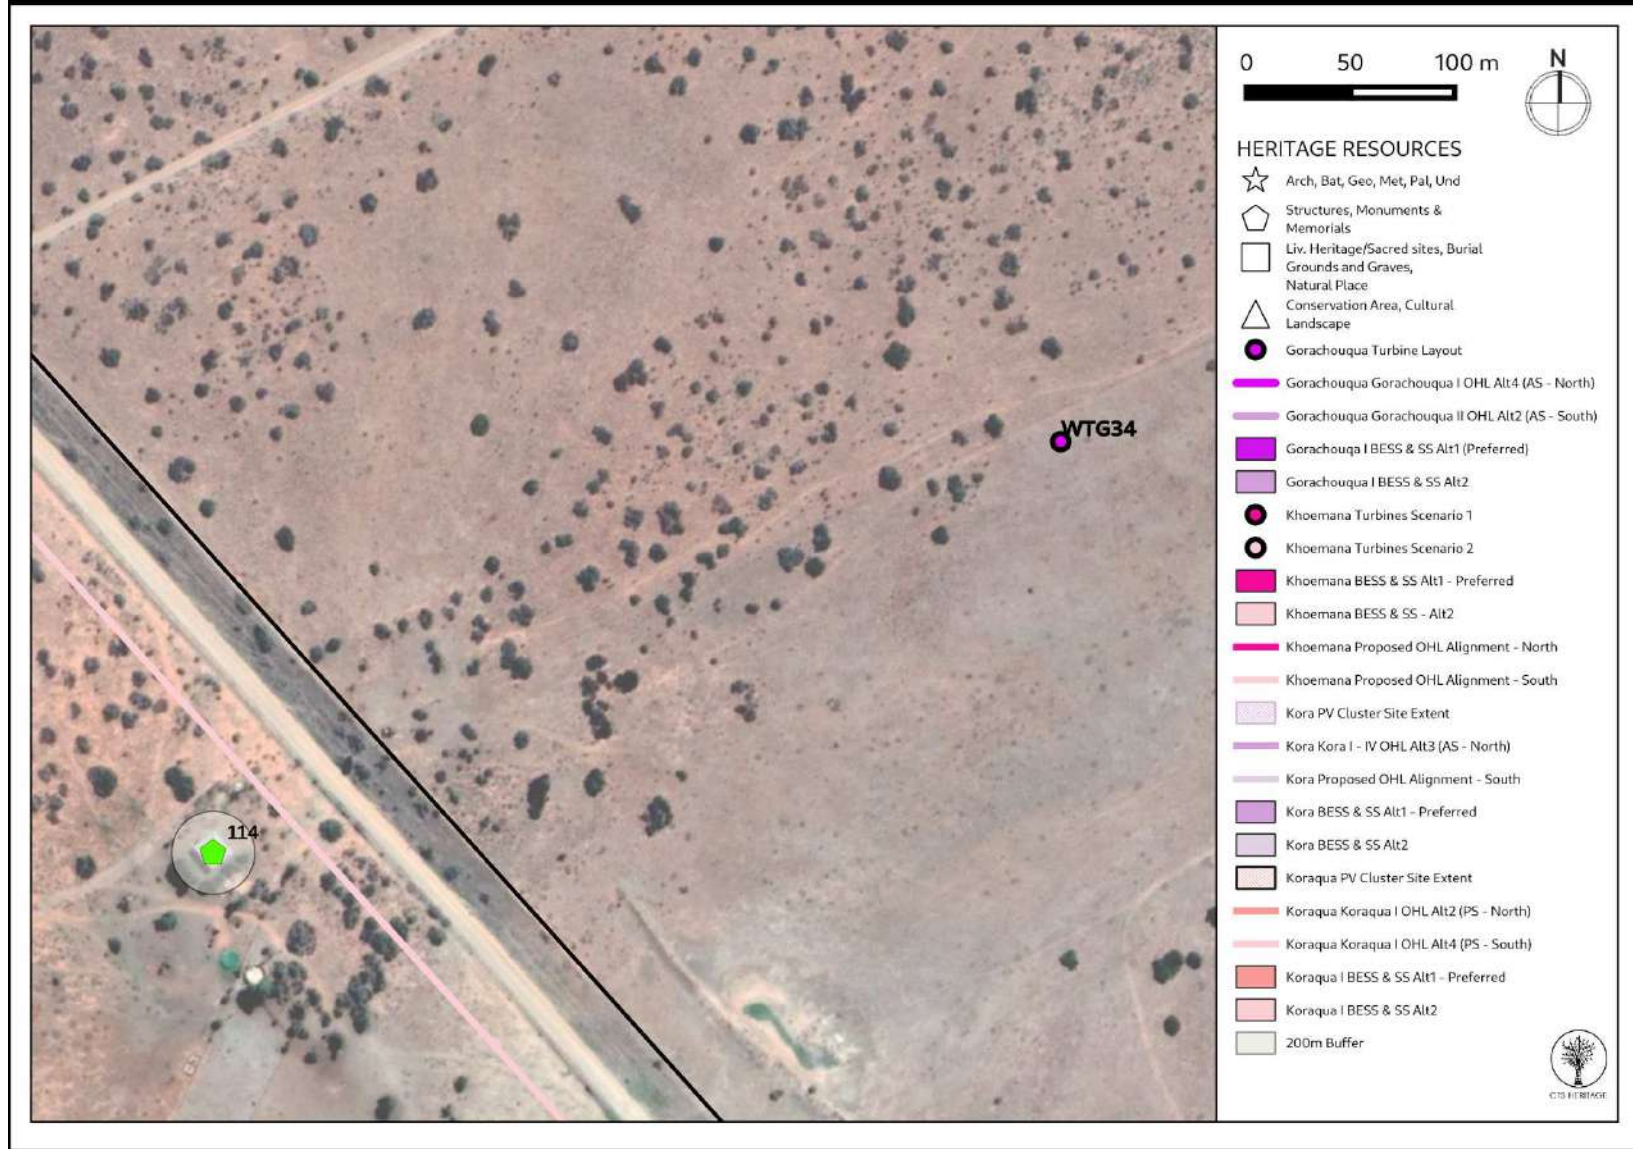 0 50 100 m
N
HERITAGE RESOURCES
Arch, Bat, Geo, Met, Pal, Und
Structures, Monuments &
Memorials
Liv. Heritage/Sacred sites, Burial
Grounds and Graves,
Natural Place
Conservation Area, Cultural
Landscape
Gorachouqua Turbine Layout
Gorachouqua Gorachouqua I OHL Alt4 (AS - North)
Gorachouqua Gorachouqua II OHL Alt2 (AS - South)
Gorachouqa I BESS & SS Alt1 (Preferred)
Gorachouqua I BESS & SS Alt2
Khoemana Turbines Scenario 1
Khoemana Turbines Scenario 2
Khoemana BESS & SS Alt1 - Preferred
Khoemana BESS & SS - Alt2
Khoemana Proposed OHL Alignment - North
Khoemana Proposed OHL Alignment - South
Kora PV Cluster Site Extent
Kora Kora I - IV OHL Alt3 (AS - North)
Kora Proposed OHL Alignment - South
Kora BESS & SS Alt1 - Preferred
Kora BESS & SS Alt2
Koraqua PV Cluster Site Extent
Koraqua Koraqua I OHL Alt2 (PS - North)
Koraqua Koraqua I OHL Alt4 (PS - South)
Koraqua I BESS & SS Alt1 - Preferred
Koraqua I BESS & SS Alt2
200m Buffer
CTS HERITAGE
WTG34
114